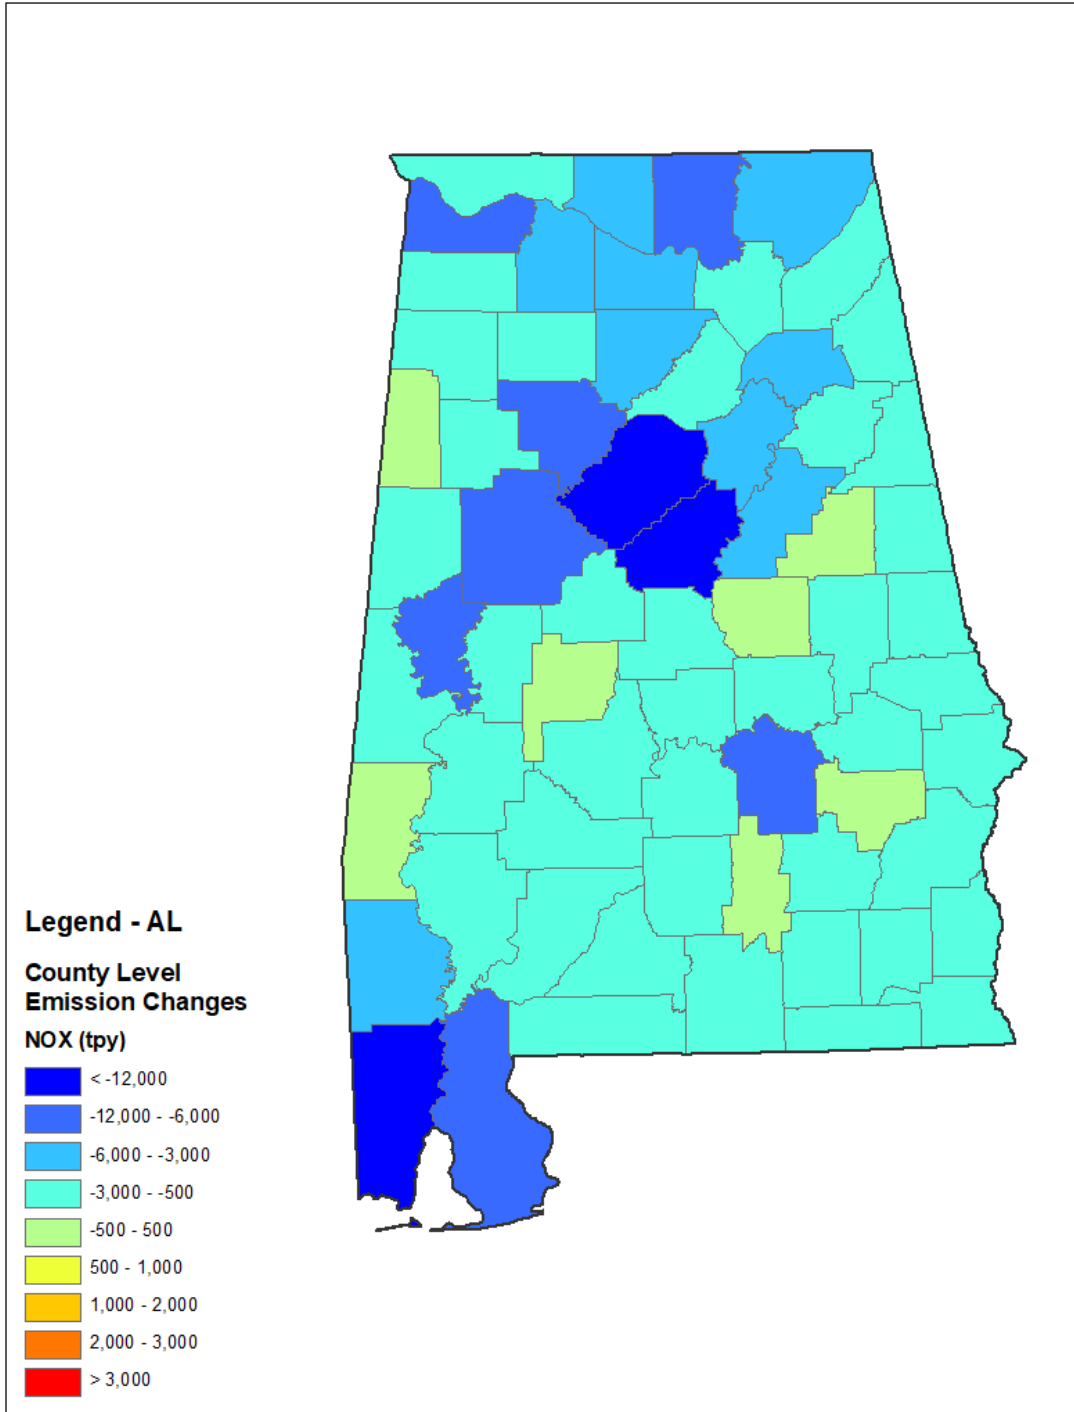 Legend - AL
County Level
Emission Changes
NOX (tpy)
< -12,000
-12,000 - -6,000
-6,000 - -3,000
-3,000 - -500
-500 - 500
500 - 1,000
1,000 - 2,000
2,000 - 3,000
> 3,000